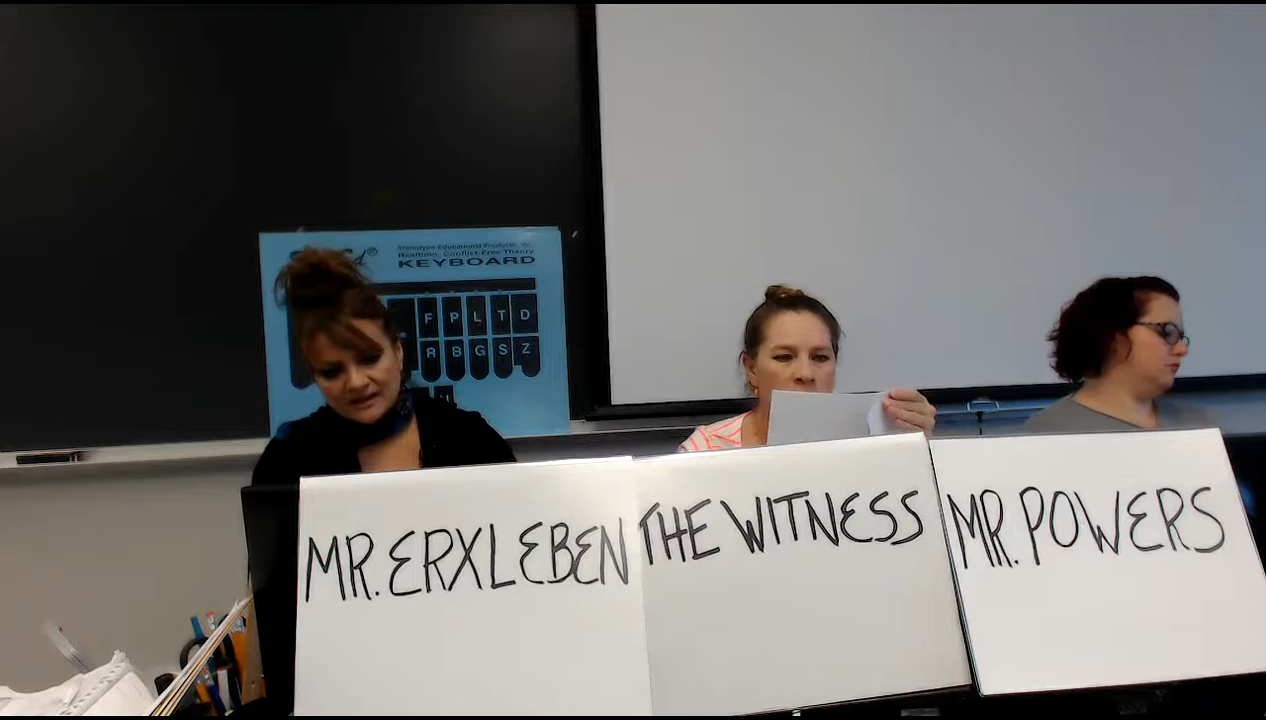 Stenotype Educational Products, Inc.
Realtime, Conflict-Free Theory
KEYBOARD
F P L T D
R B G S Z
MR. ERXLEBEN
THE WITNESS
MR. POWERS